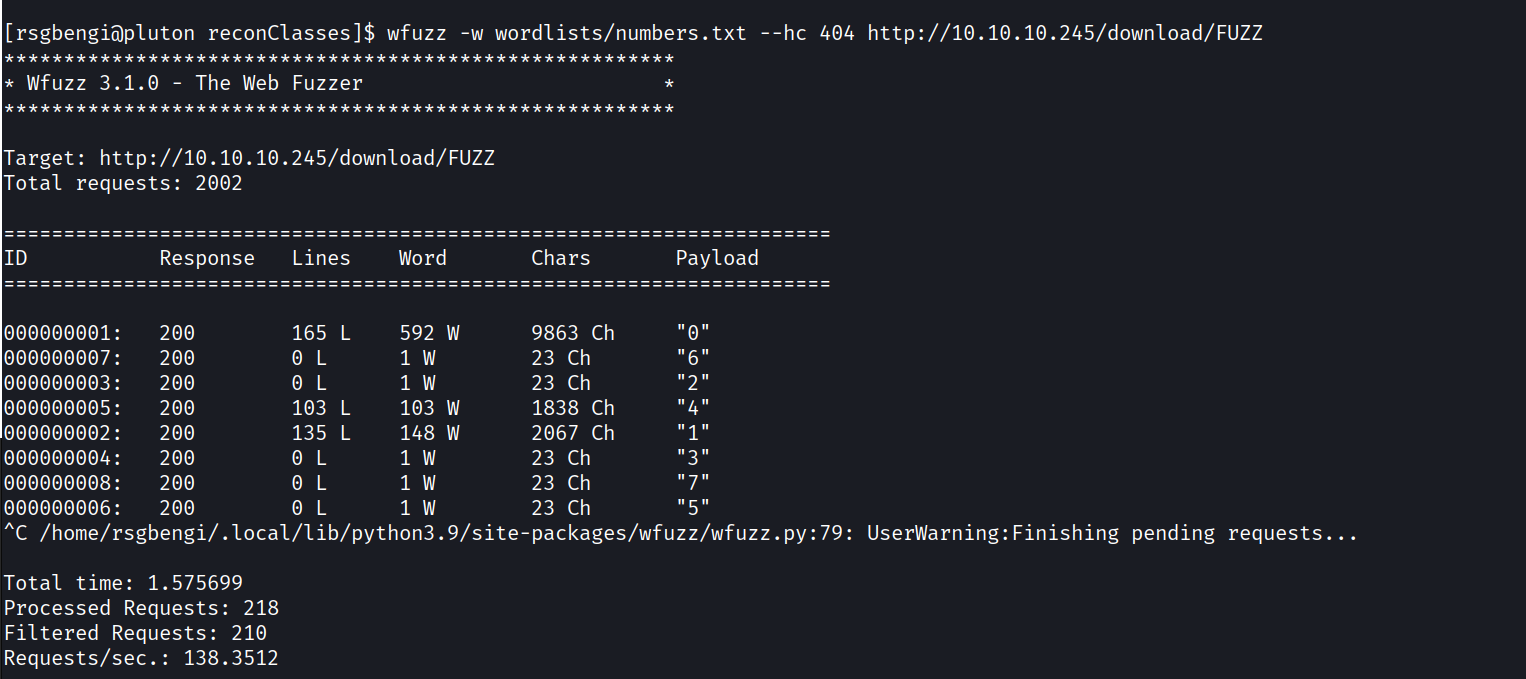 [rsgbengi@pluton reconClasses]$ wfuzz -w wordlists/numbers.txt --hc 404 http://10.10.10.245/download/FUZZ
********************************************************
* Wfuzz 3.1.0 - The Web Fuzzer                         *
********************************************************
Target: http://10.10.10.245/download/FUZZ
Total requests: 2002
=====================================================================
ID           Response   Lines    Word       Chars       Payload
=====================================================================
000000001:   200        165 L    592 W      9863 Ch     "0"
000000007:   200        0 L      1 W        23 Ch       "6"
000000003:   200        0 L      1 W        23 Ch       "2"
000000005:   200        103 L    103 W      1838 Ch     "4"
000000002:   200        135 L    148 W      2067 Ch     "1"
000000004:   200        0 L      1 W        23 Ch       "3"
000000008:   200        0 L      1 W        23 Ch       "7"
000000006:   200        0 L      1 W        23 Ch       "5"
^C /home/rsgbengi/.local/lib/python3.9/site-packages/wfuzz/wfuzz.py:79: UserWarning:Finishing pending requests...
Total time: 1.575699
Processed Requests: 218
Filtered Requests: 210
Requests/sec.: 138.3512